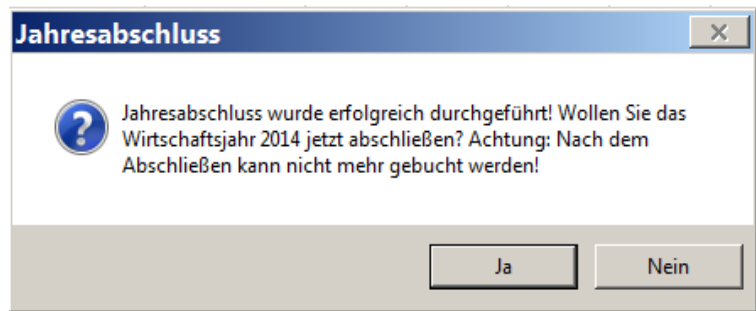 Jahresabschluss
Jahresabschluss wurde erfolgreich durchgeführt! Wollen Sie das
Wirtschaftsjahr 2014 jetzt abschließen? Achtung: Nach dem
Abschließen kann nicht mehr gebucht werden!
Ja
Nein